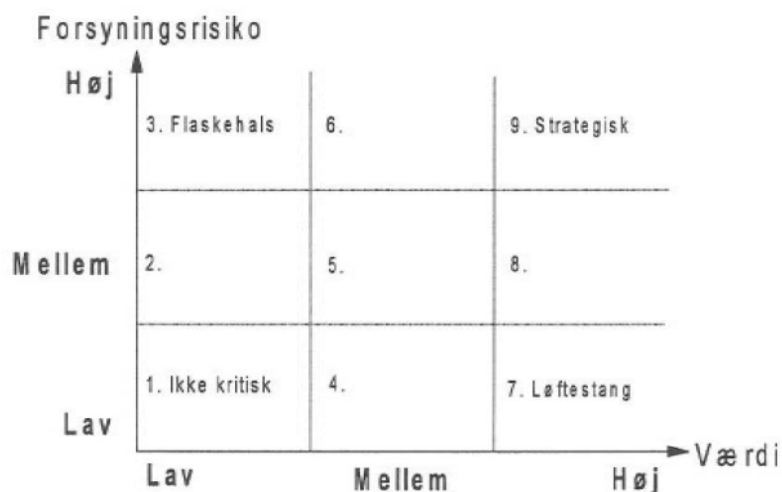 Forsyningsrisiko
Høj
3. Flaskehals 6. 9. Strategisk
Mellem 2. 5. 8.
1. Ikke kritisk 4. 7. Løftestang
Lav
Værdi
Lav Mellem Høj